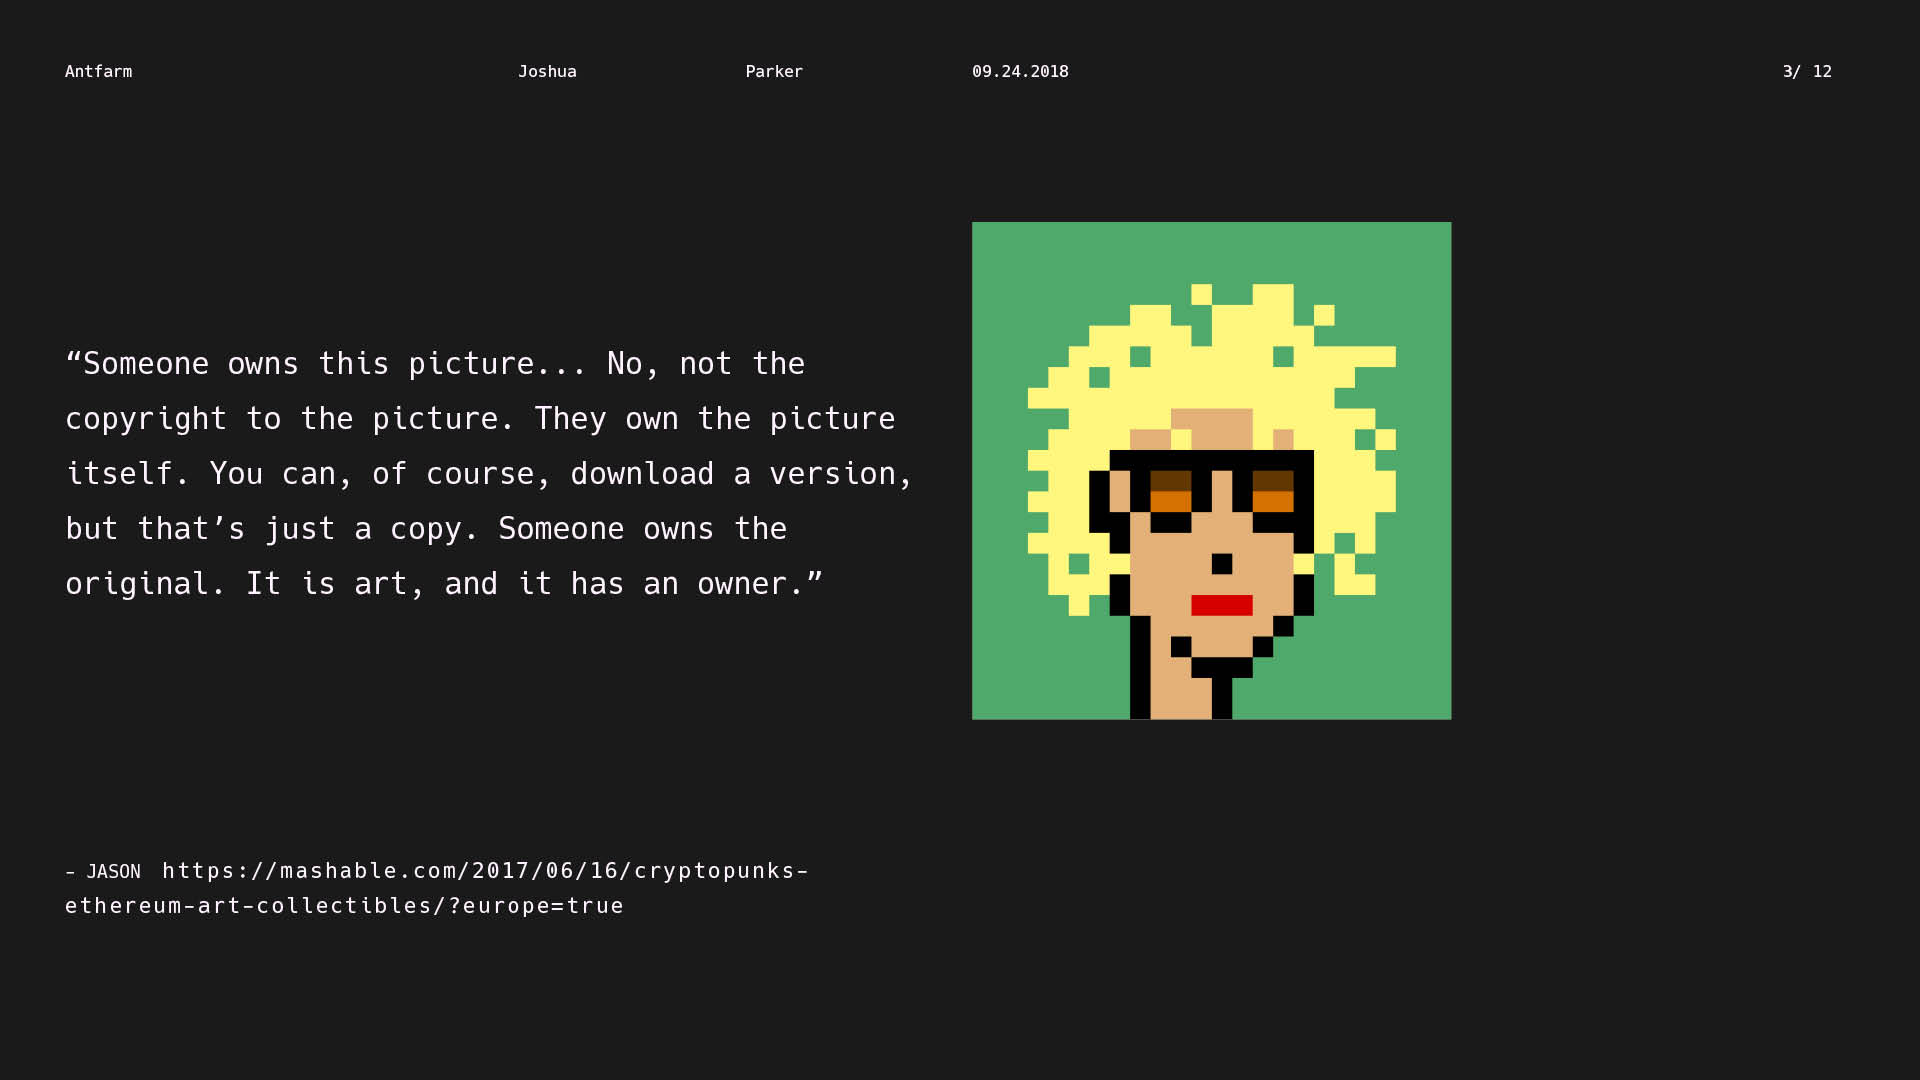 Antfarm Joshua Parker 09.24.2018 3/ 12
“Someone owns this picture... No, not the
copyright to the picture. They own the picture
itself. You can, of course, download a version,
but that’s just a copy. Someone owns the
original. It is art, and it has an owner.”
– JASON https://mashable.com/2017/06/16/cryptopunks-
ethereum-art-collectibles/?europe=true